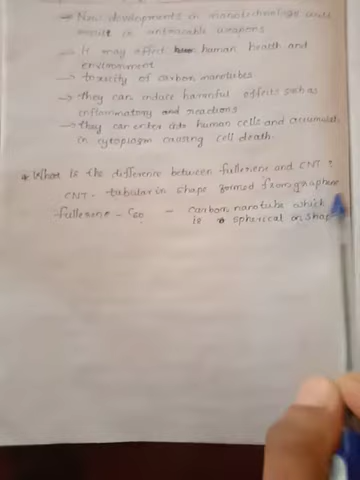 → New developments in nanotechnology will
result in untraceable weapons
→ It may affect human health and
environment
→ toxicity of carbon nanotubes
→ They can induce harmful effects such as
inflammatory and reactions
→ They can enter into human cells and accumulate
in cytoplasm causing cell death.
* What is the difference between fullerene and CNT?
CNT - tubular in shape formed from graphene
fullerene - C60 - carbon nanotube which
is spherical in shape